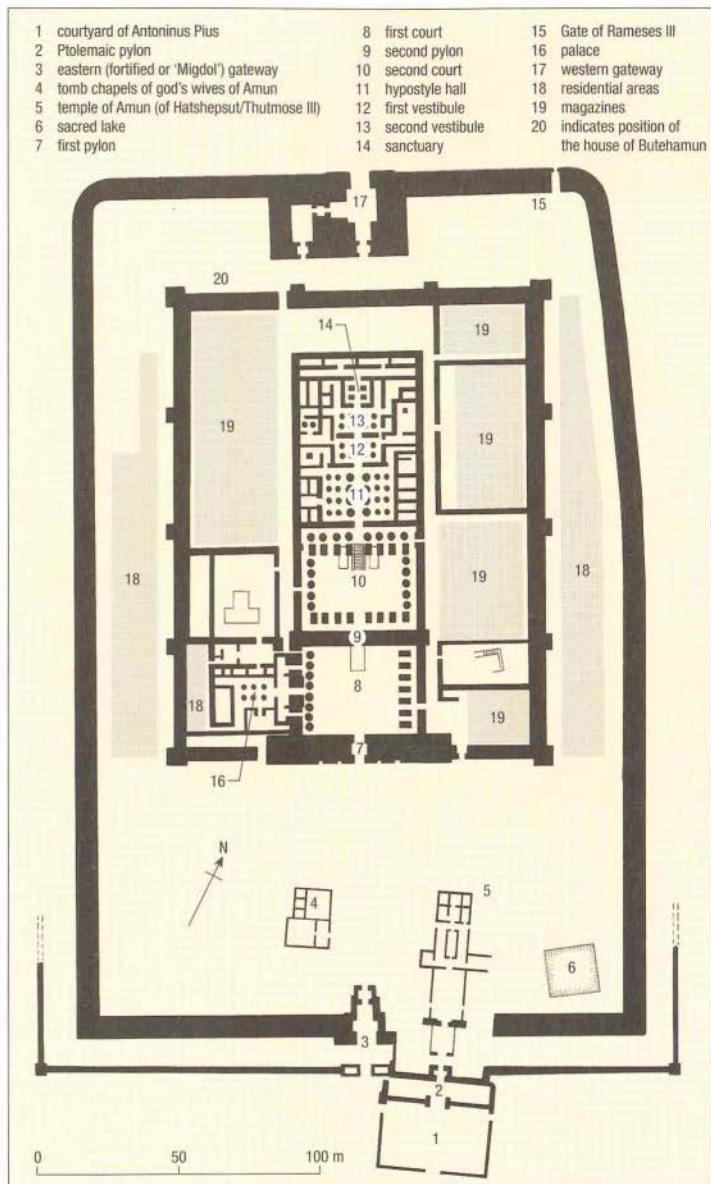 1 courtyard of Antoninus Pius
2 Ptolemaic pylon
3 eastern (fortified or 'Migdol') gateway
4 tomb chapels of god's wives of Amun
5 temple of Amun (of Hatshepsut/Thutmose III)
6 sacred lake
7 first pylon
8 first court
9 second pylon
10 second court
11 hypostyle hall
12 first vestibule
13 second vestibule
14 sanctuary
15 Gate of Rameses III
16 palace
17 western gateway
18 residential areas
19 magazines
20 indicates position of
the house of Butehamun
17
15
20
14
19
13
19
19
12
11
18
10
19
18
9
8
18
19
7
16
N
5
4
6
3
2
1
0 50 100 m